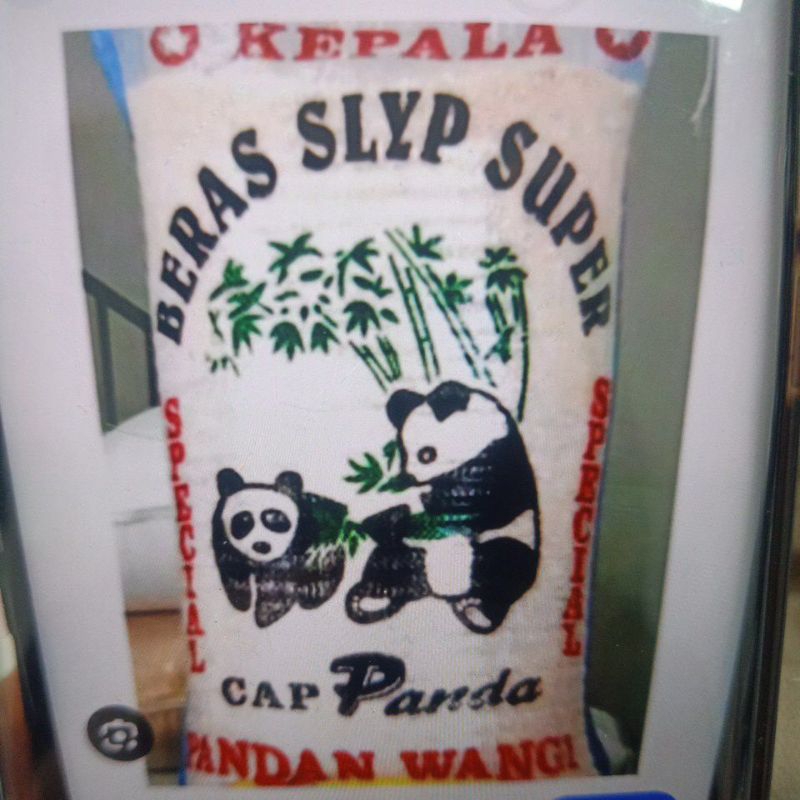 KEPALA
BERAS SLYP SUPER
SPECIAL
SPECIAL
CAP Panda
PANDAN WANGI